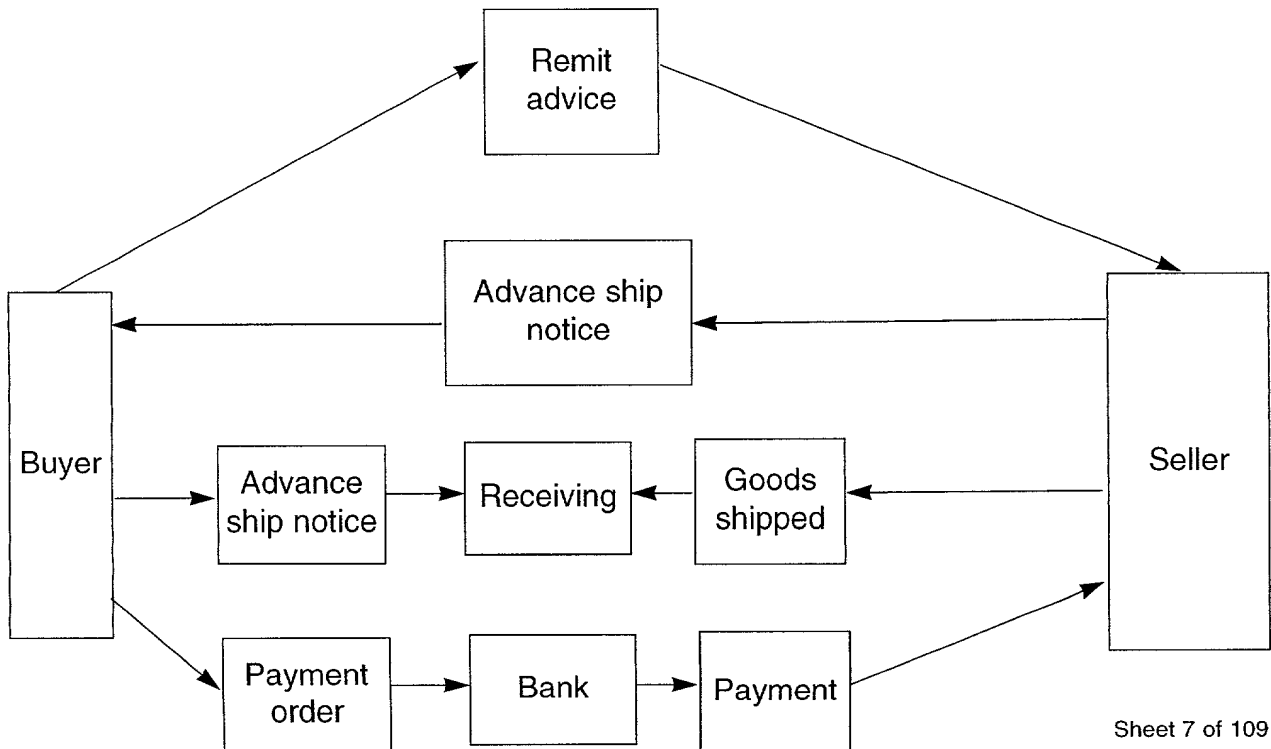 Remit
advice
Advance ship
notice
Buyer
Advance
ship notice
Receiving
Goods
shipped
Seller
Payment
order
Bank
Payment
Sheet 7 of 109